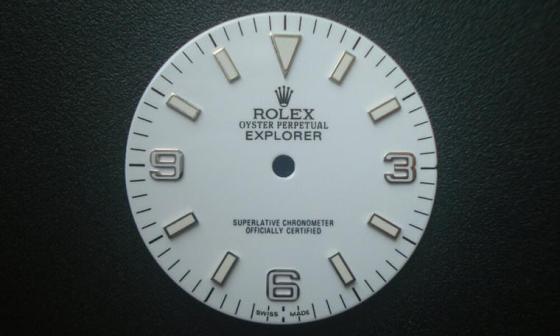 ROLEX
OYSTER PERPETUAL
EXPLORER
9 3
SUPERLATIVE CHRONOMETER
OFFICIALLY CERTIFIED
6
SWISS MADE